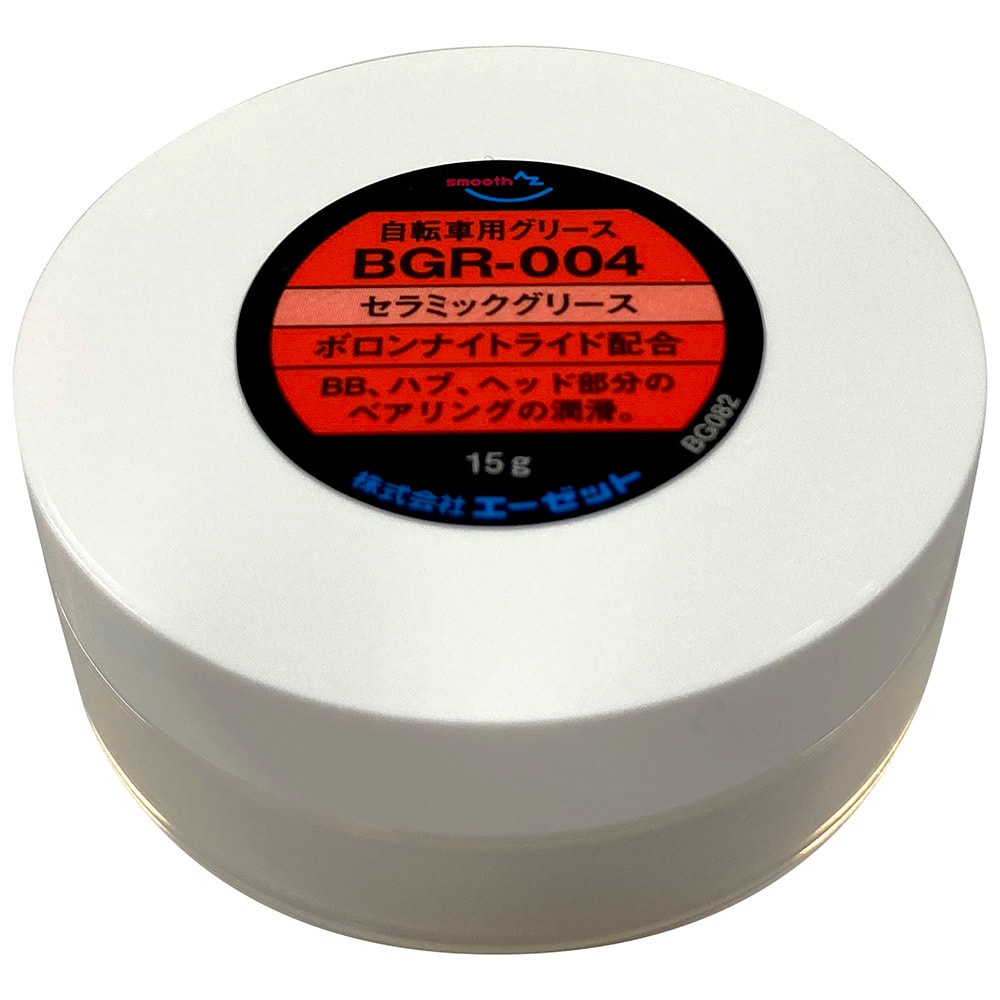 smooth AZ
自転車用グリース
BGR-004
セラミックグリース
ボロンナイトライド配合
BB、ハブ、ヘッド部分の
ベアリングの潤滑。
BG082
15g
株式会社 エーゼット